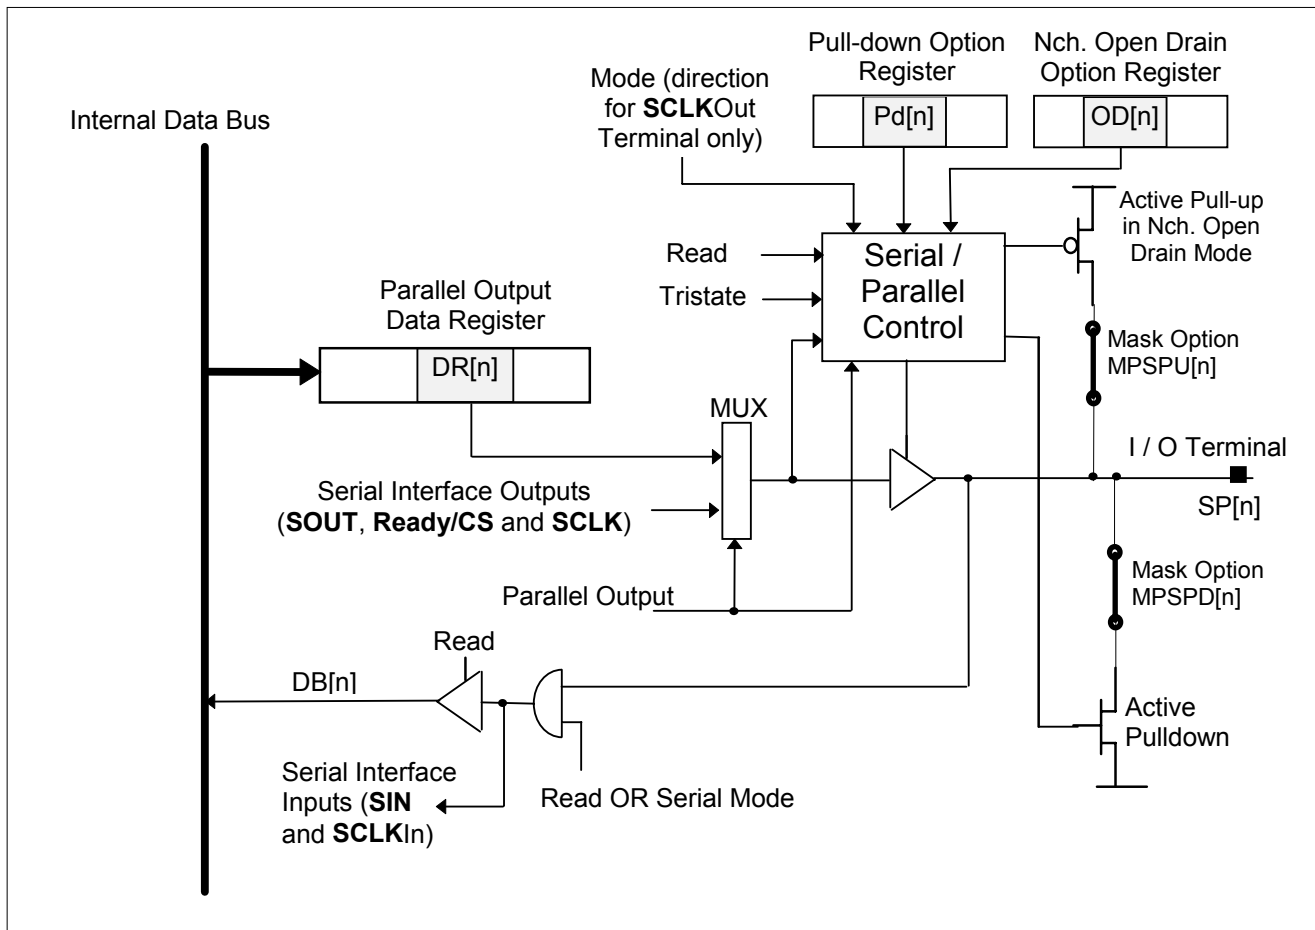 Pull-down Option
Register
Nch. Open Drain
Option Register
Mode (direction
for SCLKOut
Terminal only)
Pd[n]
OD[n]
Internal Data Bus
Active Pull-up
in Nch. Open
Drain Mode
Read
Tristate
Serial /
Parallel
Control
Parallel Output
Data Register
DR[n]
Mask Option
MPSPU[n]
MUX
I / O Terminal
SP[n]
Serial Interface Outputs
(SOUT, Ready/CS and SCLK)
Mask Option
MPSPD[n]
Parallel Output
Read
DB[n]
Active
Pulldown
Serial Interface
Inputs (SIN
and SCLKIn)
Read OR Serial Mode